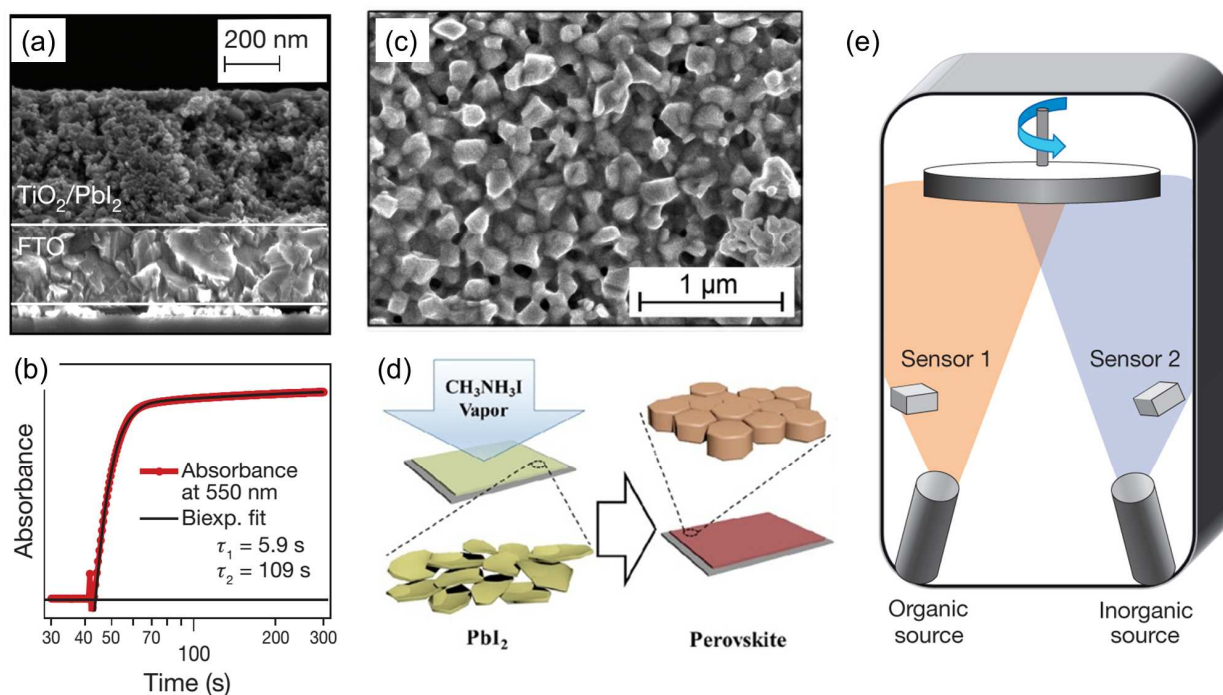 (a)
200 nm
TiO₂/PbI₂
FTO
(b)
Absorbance
Absorbance
at 550 nm
Biexp. fit
τ₁ = 5.9 s
τ₂ = 109 s
30 40 50 70 100 200 300
Time (s)
(c)
1 µm
(d)
CH₃NH₃I
Vapor
PbI₂
Perovskite
(e)
Sensor 1
Sensor 2
Organic
source
Inorganic
source